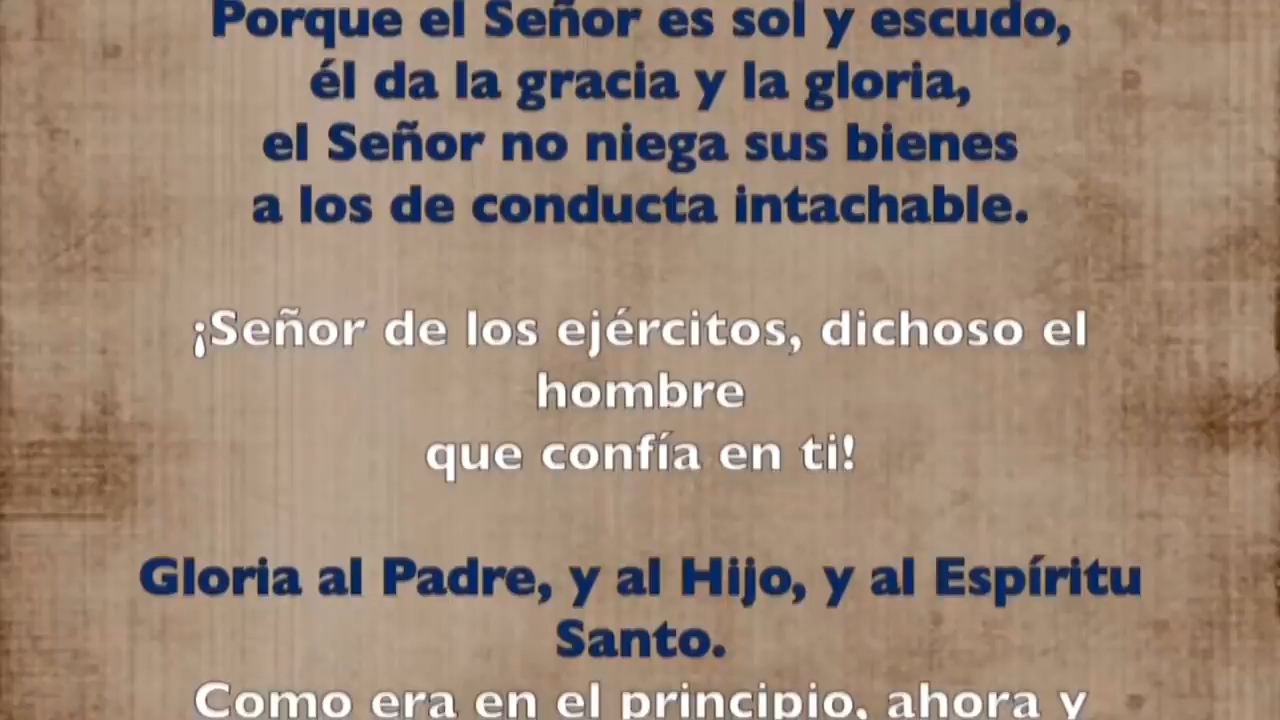 Porque el Señor es sol y escudo,
él da la gracia y la gloria,
el Señor no niega sus bienes
a los de conducta intachable.
¡Señor de los ejércitos, dichoso el
hombre
que confía en ti!
Gloria al Padre, y al Hijo, y al Espíritu
Santo.
Como era en el principio, ahora y